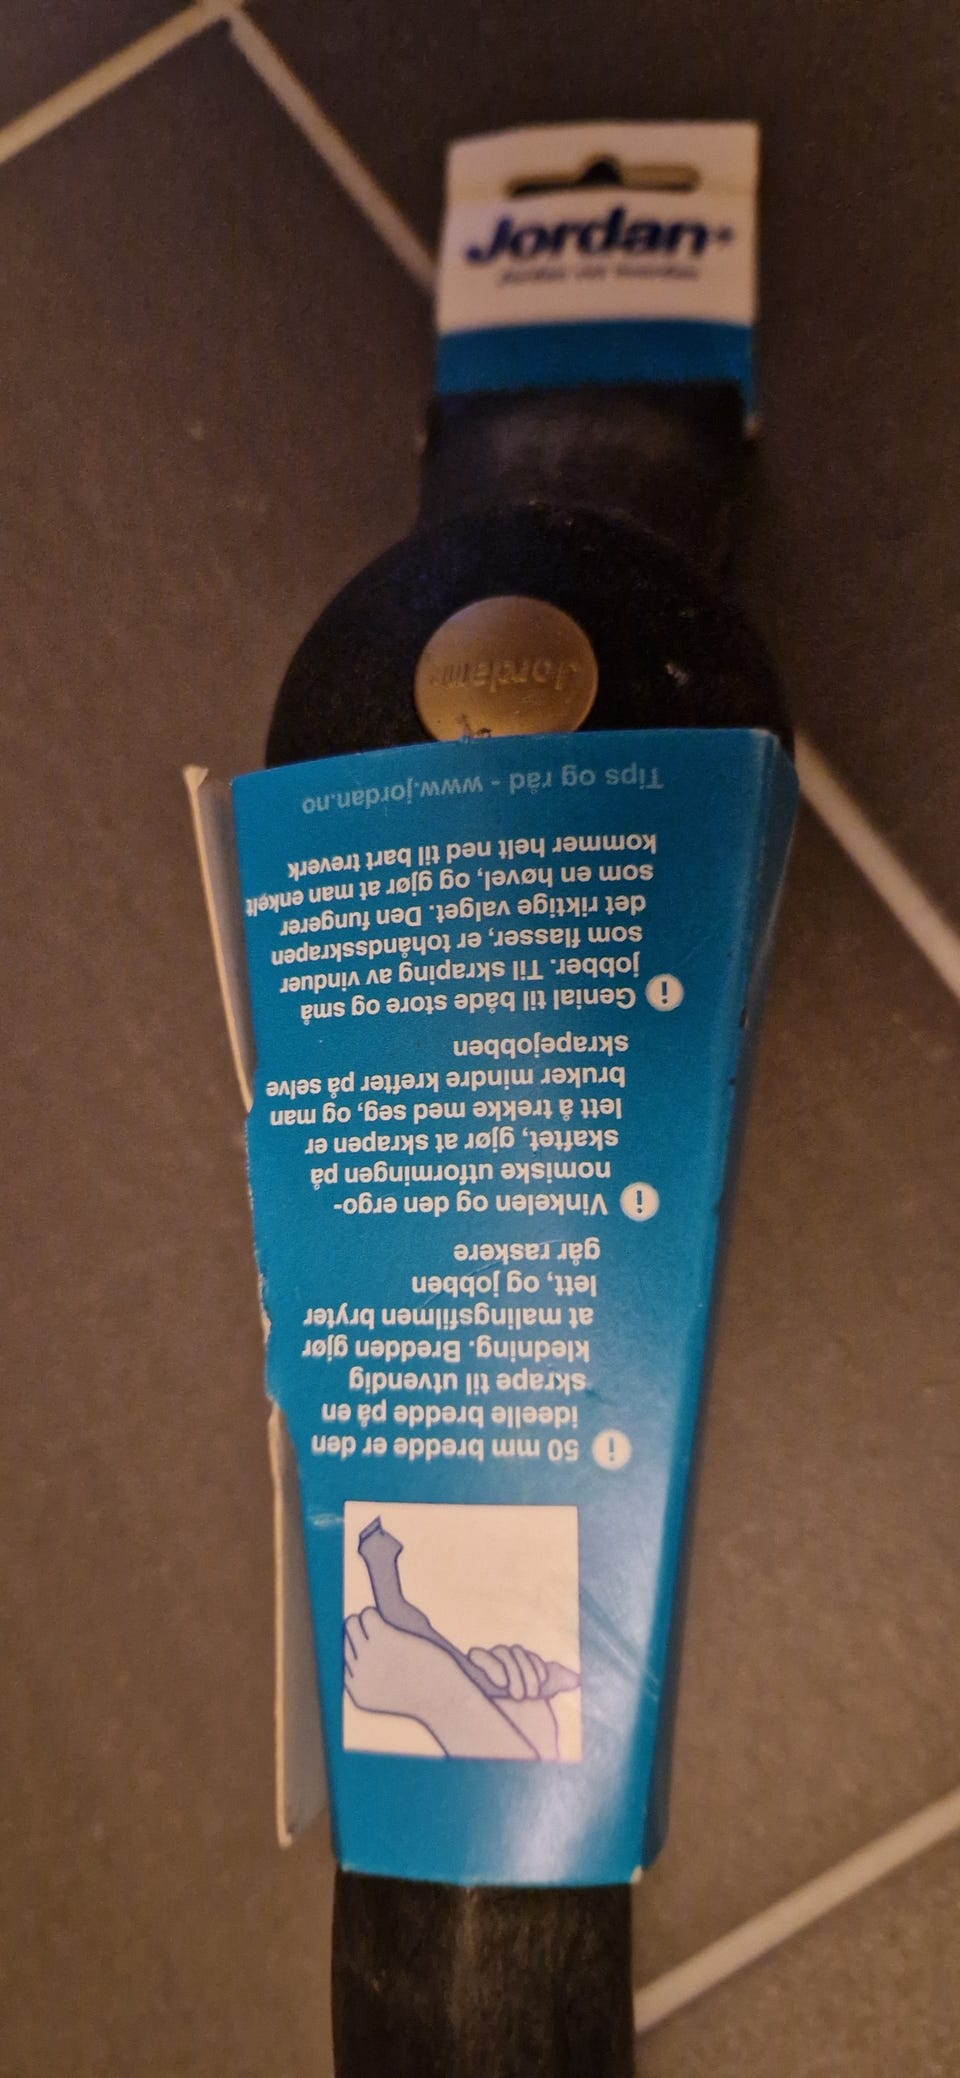 Jordan
Jordan
50 mm bredde er den
ideelle bredde på en
skrape til utvendig
kledning. Bredden gjør
at malingsfilmen bryter
lett, og jobben
går raskere
Vinkelen og den ergo-
nomiske utformingen på
skaftet, gjør at skrapen er
lett å trekke med seg, og man
bruker mindre krefter på selve
skrapejobben
Genial til både store og små
jobber. Til skraping av vinduer
som flasser, er tohåndsskrapen
det riktige valget. Den fungerer
som en høvel, og gjør at man enkelt
kommer helt ned til bart treverk
Tips og råd - www.jordan.no